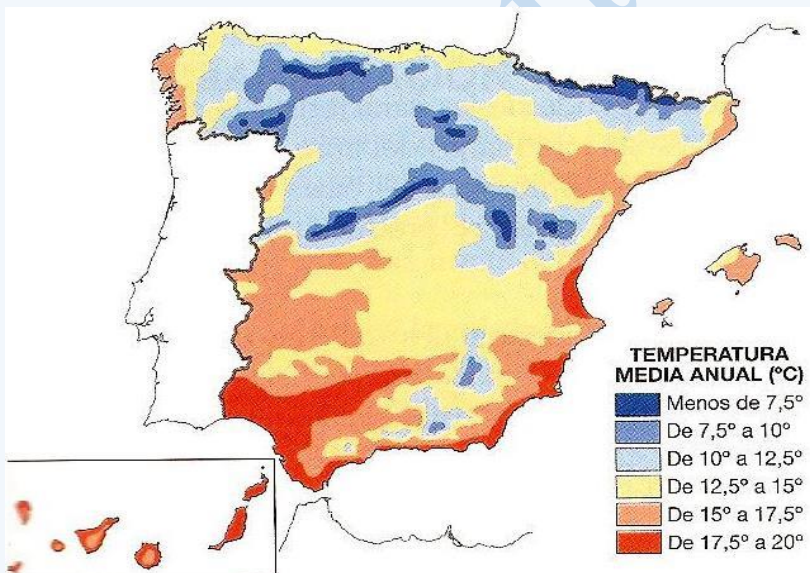 TEMPERATURA
MEDIA ANUAL (ºC)
Menos de 7,5º
De 7,5º a 10º
De 10º a 12,5º
De 12,5º a 15º
De 15º a 17,5º
De 17,5º a 20º